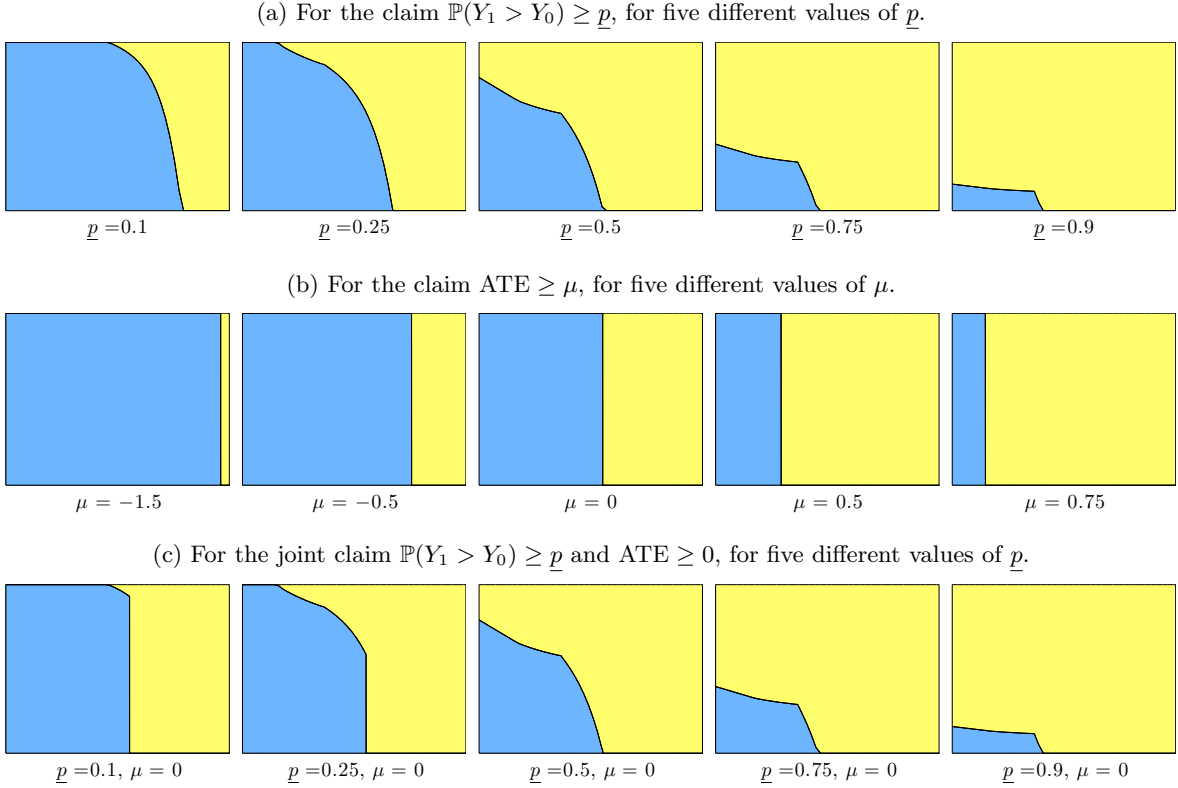 (a) For the claim ℙ(Y₁ > Y₀) ≥ p̲, for five different values of p̲.
p̲ =0.1 p̲ =0.25 p̲ =0.5 p̲ =0.75 p̲ =0.9
(b) For the claim ATE ≥ μ, for five different values of μ.
μ = −1.5 μ = −0.5 μ = 0 μ = 0.5 μ = 0.75
(c) For the joint claim ℙ(Y₁ > Y₀) ≥ p̲ and ATE ≥ 0, for five different values of p̲.
p̲ =0.1, μ = 0 p̲ =0.25, μ = 0 p̲ =0.5, μ = 0 p̲ =0.75, μ = 0 p̲ =0.9, μ = 0